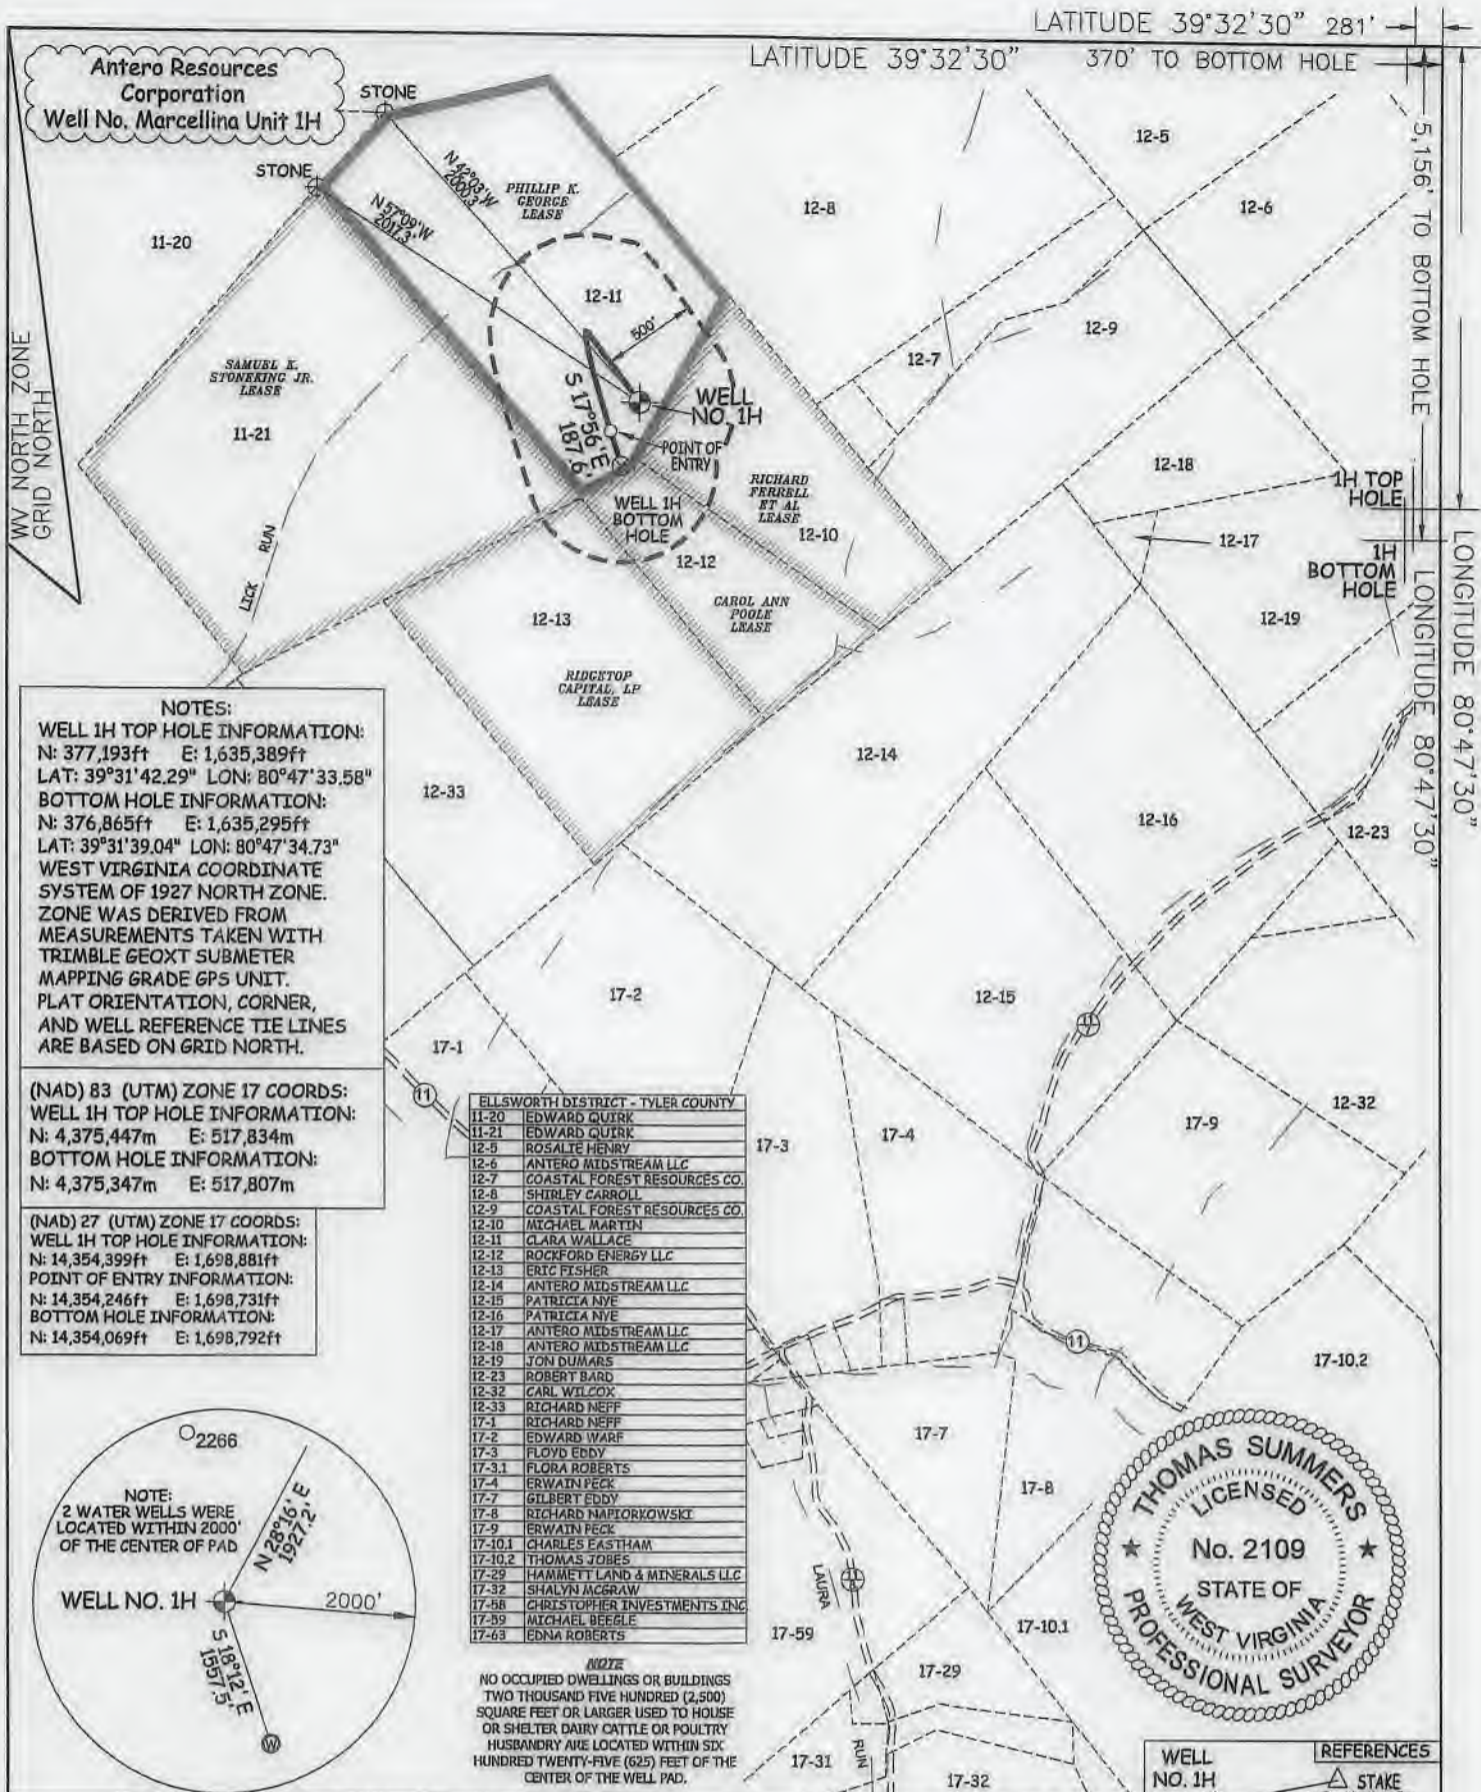 LATITUDE 39°32'30" 281'
LATITUDE 39°32'30" 370' TO BOTTOM HOLE
Antero Resources
Corporation
Well No. Marcellina Unit 1H
STONE
STONE
N 42°03' W
2000.3'
N 57°09' W
2017.3'
PHILLIP K.
GEORGE
LEASE
12-5
12-8
12-6
11-20
12-11
500'
12-9
12-7
5,156' TO BOTTOM HOLE
WV NORTH ZONE
GRID NORTH
SAMUEL K.
STONEKING JR.
LEASE
11-21
S 17°56' E
187.6'
WELL
NO. 1H
POINT OF
ENTRY
RICHARD
FERRELL
ET AL
LEASE
12-10
WELL 1H
BOTTOM
HOLE
12-12
12-18
1H TOP
HOLE
12-17
1H
BOTTOM
HOLE
12-19
LICK RUN
12-13
CAROL ANN
POOLE
LEASE
RIDGETOP
CAPITAL, LP
LEASE
LONGITUDE 80°47'30"
LONGITUDE 80°47'30"
NOTES:
WELL 1H TOP HOLE INFORMATION:
N: 377,193ft E: 1,635,389ft
LAT: 39°31'42.29" LON: 80°47'33.58"
BOTTOM HOLE INFORMATION:
N: 376,865ft E: 1,635,295ft
LAT: 39°31'39.04" LON: 80°47'34.73"
WEST VIRGINIA COORDINATE
SYSTEM OF 1927 NORTH ZONE.
ZONE WAS DERIVED FROM
MEASUREMENTS TAKEN WITH
TRIMBLE GEOXT SUBMETER
MAPPING GRADE GPS UNIT.
PLAT ORIENTATION, CORNER,
AND WELL REFERENCE TIE LINES
ARE BASED ON GRID NORTH.
12-14
12-33
12-16
12-23
17-2
12-15
17-1
11
11
7
(NAD) 83 (UTM) ZONE 17 COORDS:
WELL 1H TOP HOLE INFORMATION:
N: 4,375,447m E: 517,834m
BOTTOM HOLE INFORMATION:
N: 4,375,347m E: 517,807m
(NAD) 27 (UTM) ZONE 17 COORDS:
WELL 1H TOP HOLE INFORMATION:
N: 14,354,399ft E: 1,698,881ft
POINT OF ENTRY INFORMATION:
N: 14,354,246ft E: 1,698,731ft
BOTTOM HOLE INFORMATION:
N: 14,354,069ft E: 1,698,792ft
ELLSWORTH DISTRICT - TYLER COUNTY
11-20 EDWARD QUIRK
11-21 EDWARD QUIRK
12-5 ROSALIE HENRY
12-6 ANTERO MIDSTREAM LLC
12-7 COASTAL FOREST RESOURCES CO.
12-8 SHIRLEY CARROLL
12-9 COASTAL FOREST RESOURCES CO.
12-10 MICHAEL MARTIN
12-11 CLARA WALLACE
12-12 ROCKFORD ENERGY LLC
12-13 ERIC FISHER
12-14 ANTERO MIDSTREAM LLC
12-15 PATRICIA NYE
12-16 PATRICIA NYE
12-17 ANTERO MIDSTREAM LLC
12-18 ANTERO MIDSTREAM LLC
12-19 JON DUMARS
12-23 ROBERT BARD
12-32 CARL WILCOX
12-33 RICHARD NEFF
17-1 RICHARD NEFF
17-2 EDWARD WARF
17-3 FLOYD EDDY
17-3.1 FLORA ROBERTS
17-4 ERWAIN PECK
17-7 GILBERT EDDY
17-8 RICHARD NAPIORKOWSKI
17-9 ERWAIN PECK
17-10.1 CHARLES EASTHAM
17-10.2 THOMAS JOBES
17-29 HAMMETT LAND & MINERALS LLC
17-32 SHALYN MCGRAW
17-58 CHRISTOPHER INVESTMENTS INC
17-59 MICHAEL BEEGLE
17-63 EDNA ROBERTS
17-3
17-4
17-9
12-32
11
17-10.2
17-7
17-8
2266
NOTE:
2 WATER WELLS WERE
LOCATED WITHIN 2000'
OF THE CENTER OF PAD
N 28°16' E
1927.2'
WELL NO. 1H
2000'
S 18°12' E
1557.5'
W
NOTE
NO OCCUPIED DWELLINGS OR BUILDINGS
TWO THOUSAND FIVE HUNDRED (2,500)
SQUARE FEET OR LARGER USED TO HOUSE
OR SHELTER DAIRY CATTLE OR POULTRY
HUSBANDRY ARE LOCATED WITHIN SIX
HUNDRED TWENTY-FIVE (625) FEET OF THE
CENTER OF THE WELL PAD.
LAURA RUN
17-59
17-10.1
17-29
17-31
17-32
THOMAS SUMMERS
LICENSED
No. 2109
STATE OF
WEST VIRGINIA
PROFESSIONAL SURVEYOR
WELL
NO. 1H
REFERENCES
STAKE